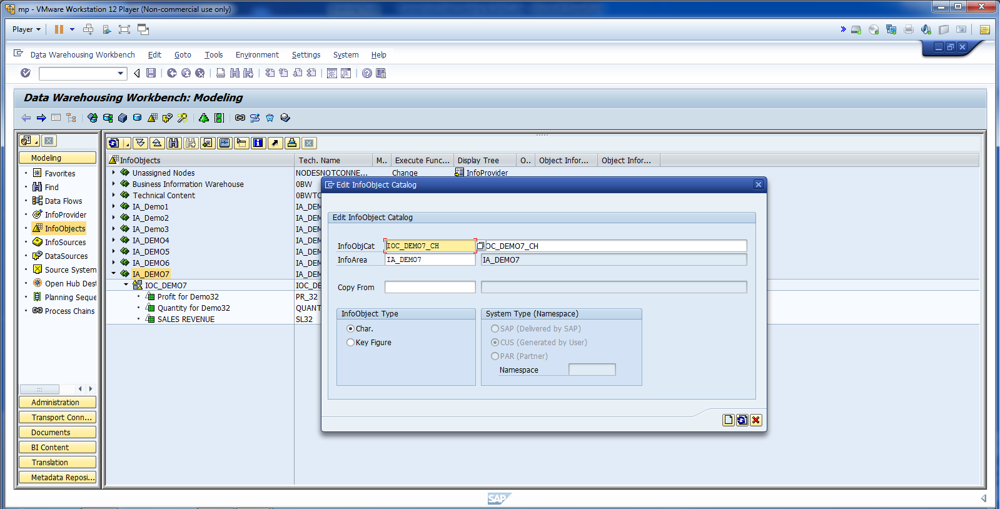 mp - VMware Workstation 12 Player (Non-commercial use only)
Player
Data Warehousing Workbench Edit Goto Tools Environment Settings System Help
Data Warehousing Workbench: Modeling
Modeling
Favorites
Find
Data Flows
InfoProvider
InfoObjects
InfoSources
DataSources
Source System
Open Hub Dest
Planning Seque
Process Chains
Administration
Transport Conn...
Documents
BI Content
Translation
Metadata Reposi...
InfoObjects Tech. Name M.. Execute Func... Display Tree O.. Object Infor... Object Infor...
Unassigned Nodes NODESNOTCONNE... Change InfoProvider
Business Information Warehouse 0BW
Technical Content 0BWTC
IA_Demo1 IA_DEM
IA_Demo2 IA_DEM
IA_Demo3 IA_DEM
IA_DEMO4 IA_DEM
IA_DEMO5 IA_DEM
IA_DEMO6 IA_DEM
IA_DEMO7 IA_DEM
IOC_DEMO7 IOC_DE
Profit for Demo32 PR_32
Quantity for Demo32 QUANT
SALES REVENUE SL32
Edit InfoObject Catalog
Edit InfoObject Catalog
InfoObjCat IOC_DEMO7_CH OC_DEMO7_CH
InfoArea IA_DEMO7 IA_DEMO7
Copy From
InfoObject Type
Char.
Key Figure
System Type (Namespace)
SAP (Delivered by SAP)
CUS (Generated by User)
PAR (Partner)
Namespace
SAP